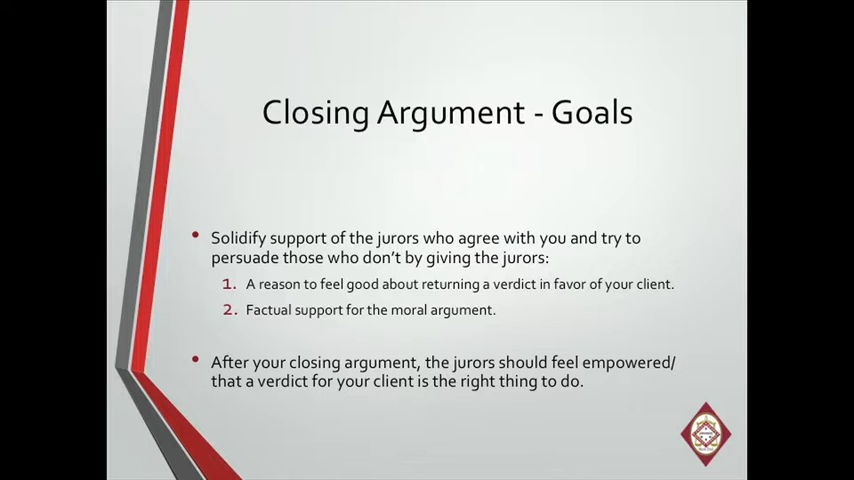 Closing Argument - Goals
• Solidify support of the jurors who agree with you and try to
persuade those who don't by giving the jurors:
1. A reason to feel good about returning a verdict in favor of your client.
2. Factual support for the moral argument.
• After your closing argument, the jurors should feel empowered/
that a verdict for your client is the right thing to do.